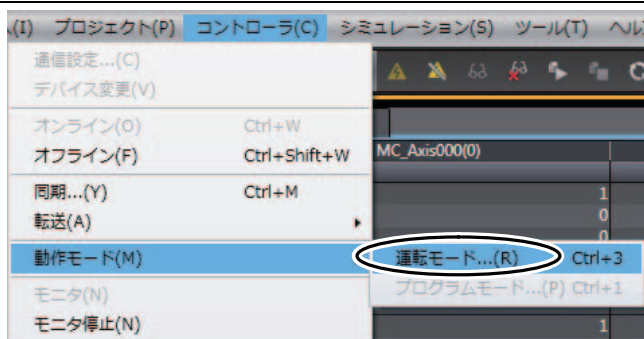 (I) プロジェクト(P) コントローラ(C) シミュレーション(S) ツール(T) ヘル
通信設定...(C)
デバイス変更(V)
オンライン(O) Ctrl+W
オフライン(F) Ctrl+Shift+W
MC_Axis000(0)
同期...(Y) Ctrl+M
1
転送(A)
0
0
動作モード(M)
運転モード...(R) Ctrl+3
プログラムモード...(P) Ctrl+1
モニタ(N)
モニタ停止(N)
1